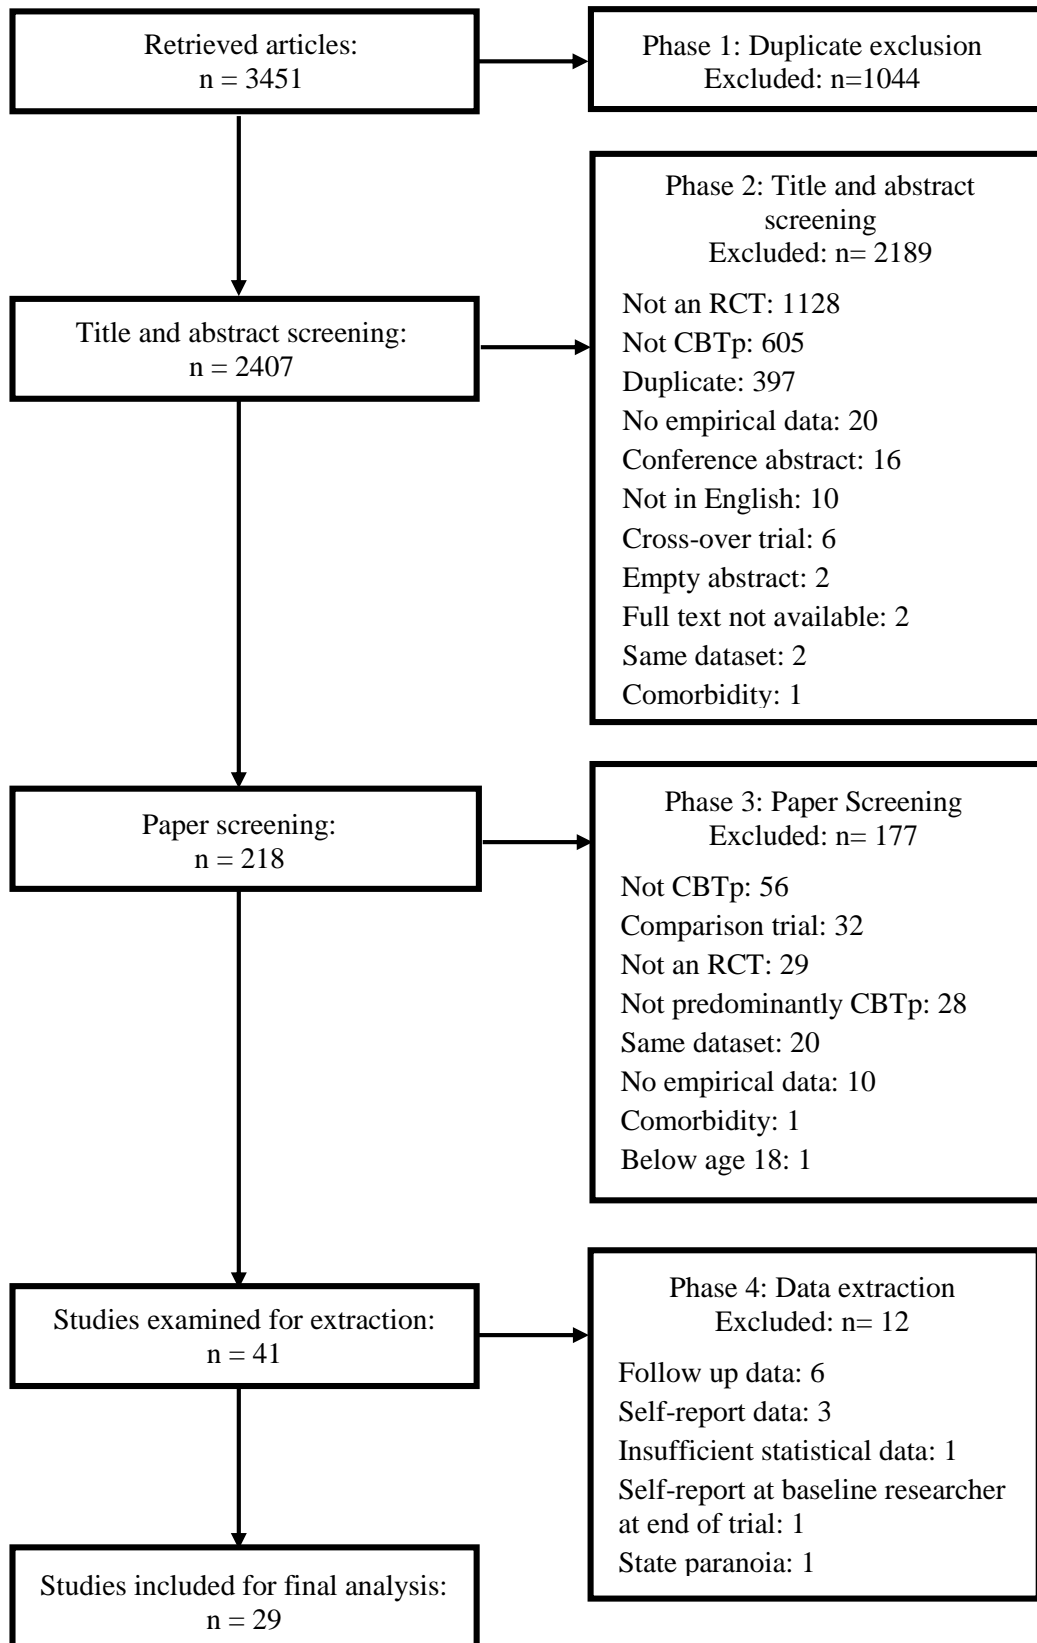 Retrieved articles:
n = 3451
Phase 1: Duplicate exclusion
Excluded: n=1044
Phase 2: Title and abstract
screening
Excluded: n= 2189
Not an RCT: 1128
Not CBTp: 605
Duplicate: 397
No empirical data: 20
Conference abstract: 16
Not in English: 10
Cross-over trial: 6
Empty abstract: 2
Full text not available: 2
Same dataset: 2
Comorbidity: 1
Title and abstract screening:
n = 2407
Paper screening:
n = 218
Phase 3: Paper Screening
Excluded: n= 177
Not CBTp: 56
Comparison trial: 32
Not an RCT: 29
Not predominantly CBTp: 28
Same dataset: 20
No empirical data: 10
Comorbidity: 1
Below age 18: 1
Studies examined for extraction:
n = 41
Phase 4: Data extraction
Excluded: n= 12
Follow up data: 6
Self-report data: 3
Insufficient statistical data: 1
Self-report at baseline researcher
at end of trial: 1
State paranoia: 1
Studies included for final analysis:
n = 29